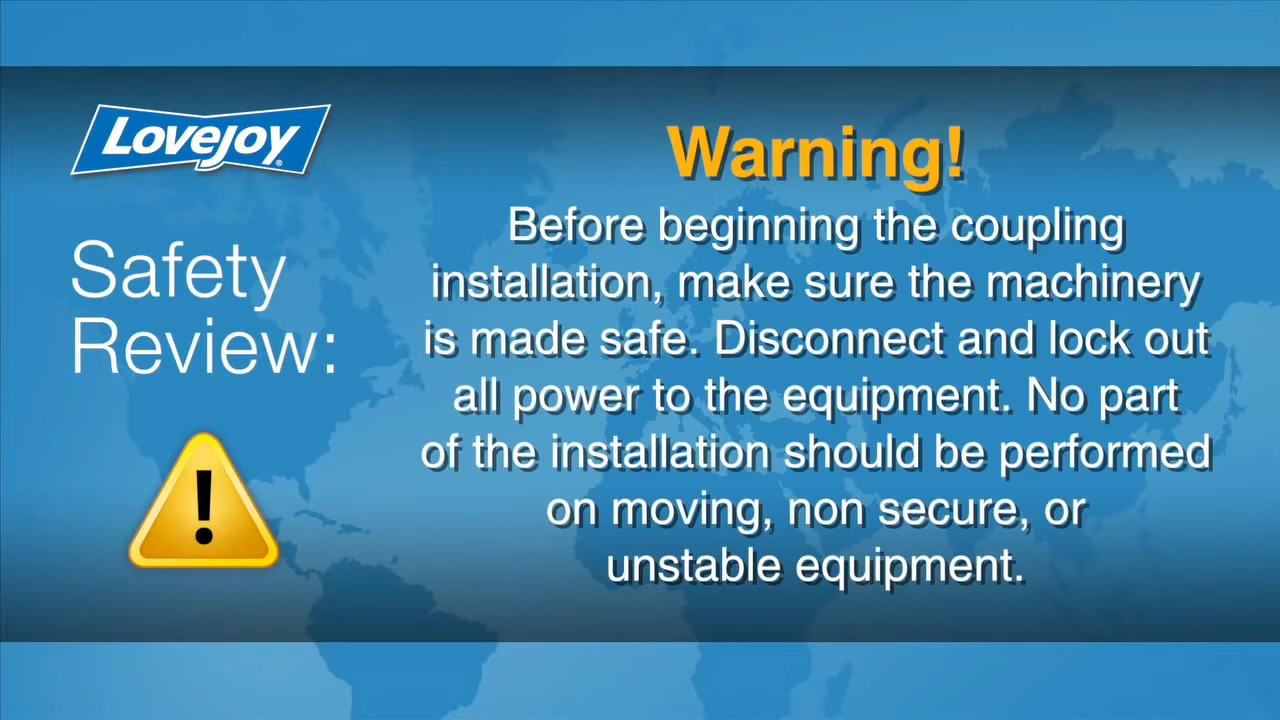 Lovejoy®
Safety
Review:
!
Warning!
Before beginning the coupling
installation, make sure the machinery
is made safe. Disconnect and lock out
all power to the equipment. No part
of the installation should be performed
on moving, non secure, or
unstable equipment.